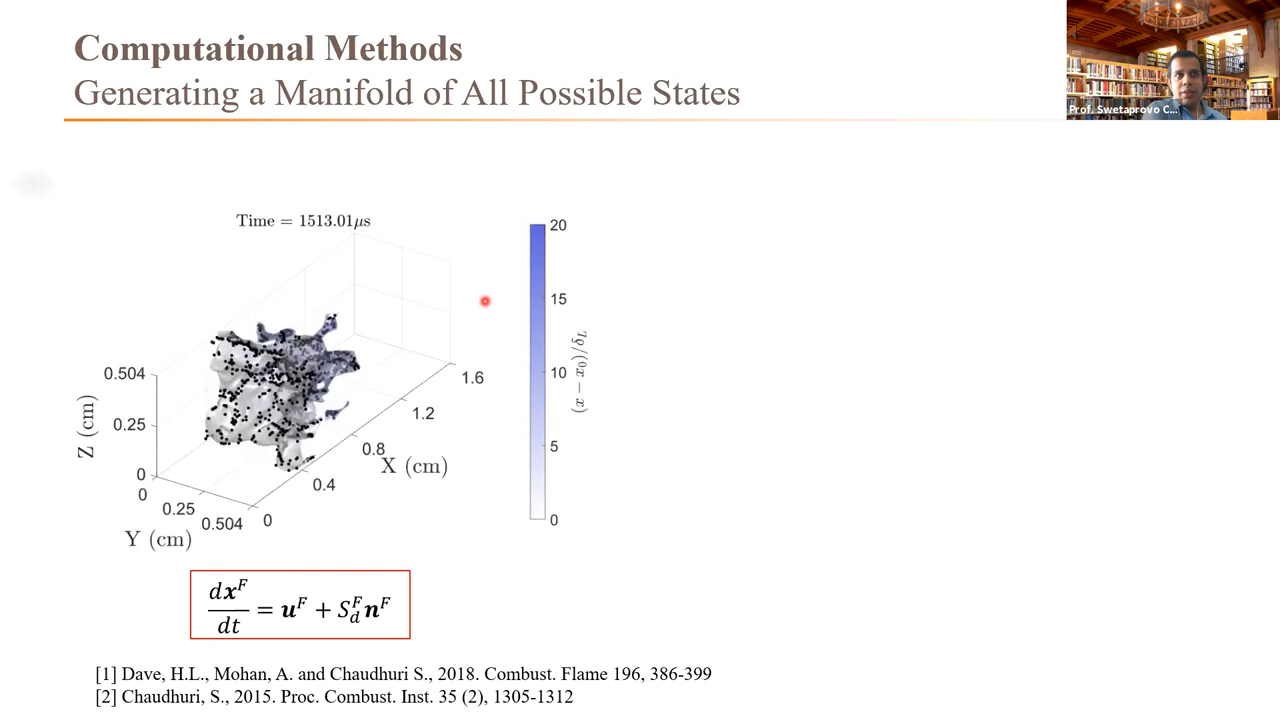 Computational Methods
Generating a Manifold of All Possible States
Prof. Swetaprovo C...
Time = 1513.01μs
20
15
10
5
0
(x − x₀)/δ_L
0.504
0.25
0
Z (cm)
0
0.25
0.504
Y (cm)
0
0.4
0.8
1.2
1.6
X (cm)
dx^F/dt = u^F + S_d^F n^F
[1] Dave, H.L., Mohan, A. and Chaudhuri S., 2018. Combust. Flame 196, 386-399
[2] Chaudhuri, S., 2015. Proc. Combust. Inst. 35 (2), 1305-1312